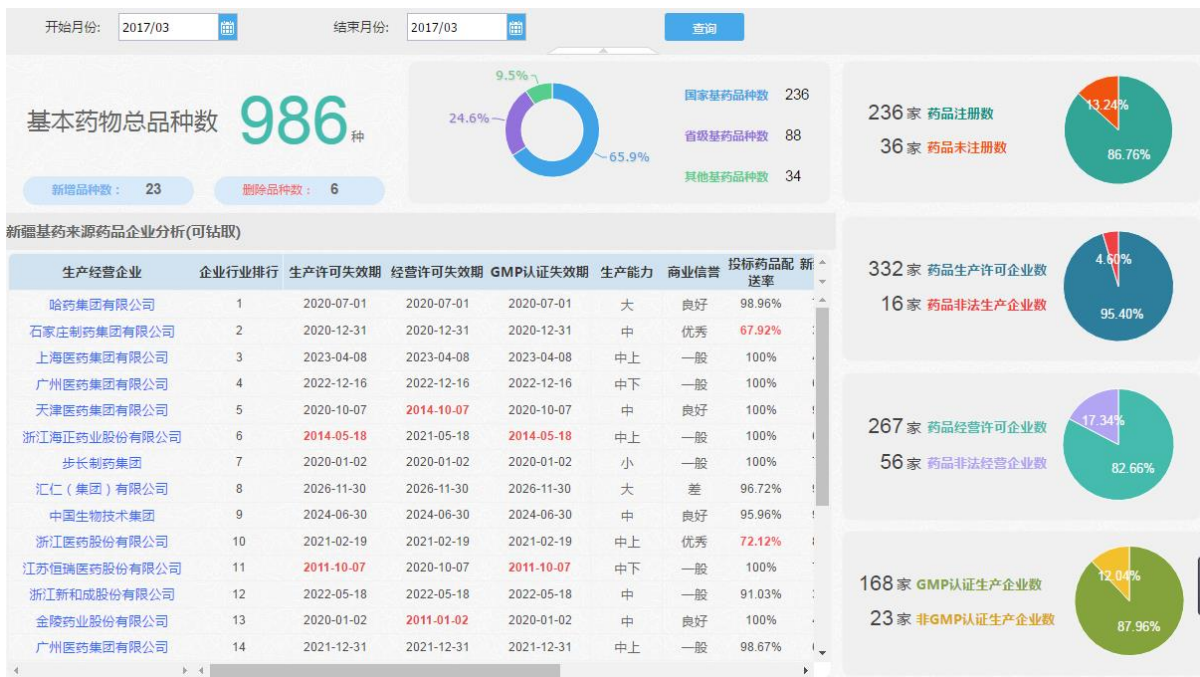 开始月份: 2017/03 结束月份: 2017/03 查询
基本药物总品种数 986 种
新增品种数： 23 删除品种数： 6
9.5%
24.6%
65.9%
国家基药品种数 236
省级基药品种数 88
其他基药品种数 34
236 家 药品注册数
36 家 药品未注册数
13.24%
86.76%
332 家 药品生产许可企业数
16 家 药品非法生产企业数
4.60%
95.40%
267 家 药品经营许可企业数
56 家 药品非法经营企业数
17.34%
82.66%
168 家 GMP认证生产企业数
23 家 非GMP认证生产企业数
12.04%
87.96%
新疆基药来源药品企业分析(可钻取)
生产经营企业 企业行业排行 生产许可失效期 经营许可失效期 GMP认证失效期 生产能力 商业信誉 投标药品配送率
哈药集团有限公司 1 2020-07-01 2020-07-01 2020-07-01 大 良好 98.96%
石家庄制药集团有限公司 2 2020-12-31 2020-12-31 2020-12-31 中 优秀 67.92%
上海医药集团有限公司 3 2023-04-08 2023-04-08 2023-04-08 中上 一般 100%
广州医药集团有限公司 4 2022-12-16 2022-12-16 2022-12-16 中下 一般 100%
天津医药集团有限公司 5 2020-10-07 2014-10-07 2020-10-07 中 良好 100%
浙江海正药业股份有限公司 6 2014-05-18 2021-05-18 2014-05-18 中上 一般 100%
步长制药集团 7 2020-01-02 2020-01-02 2020-01-02 小 一般 100%
汇仁（集团）有限公司 8 2026-11-30 2026-11-30 2026-11-30 大 差 96.72%
中国生物技术集团 9 2024-06-30 2024-06-30 2024-06-30 中 良好 95.96%
浙江医药股份有限公司 10 2021-02-19 2021-02-19 2021-02-19 中上 优秀 72.12%
江苏恒瑞医药股份有限公司 11 2011-10-07 2020-10-07 2011-10-07 中下 一般 100%
浙江新和成股份有限公司 12 2022-05-18 2022-05-18 2022-05-18 中 一般 91.03%
金陵药业股份有限公司 13 2020-01-02 2011-01-02 2020-01-02 中 良好 100%
广州医药集团有限公司 14 2021-12-31 2021-12-31 2021-12-31 中上 一般 98.67%